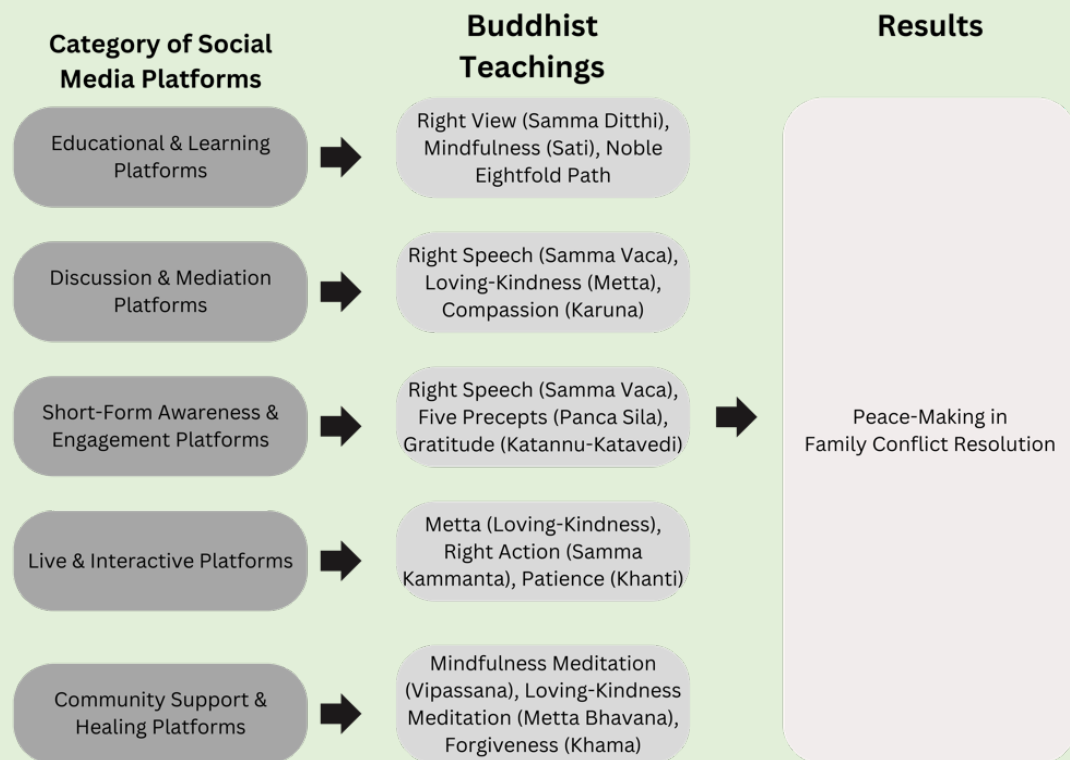 Category of Social
Media Platforms
Buddhist
Teachings
Results
Educational & Learning
Platforms
Right View (Samma Ditthi),
Mindfulness (Sati), Noble
Eightfold Path
Discussion & Mediation
Platforms
Right Speech (Samma Vaca),
Loving-Kindness (Metta),
Compassion (Karuna)
Short-Form Awareness &
Engagement Platforms
Right Speech (Samma Vaca),
Five Precepts (Panca Sila),
Gratitude (Katannu-Katavedi)
Live & Interactive Platforms
Metta (Loving-Kindness),
Right Action (Samma
Kammanta), Patience (Khanti)
Community Support &
Healing Platforms
Mindfulness Meditation
(Vipassana), Loving-Kindness
Meditation (Metta Bhavana),
Forgiveness (Khama)
Peace-Making in
Family Conflict Resolution